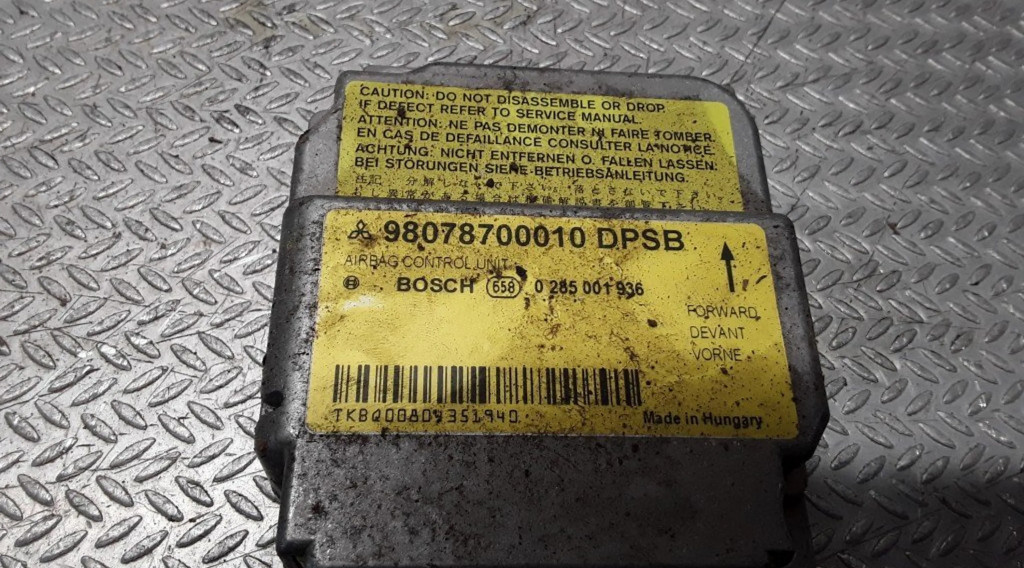 CAUTION: DO NOT DISASSEMBLE OR DROP.
IF DEFECT REFER TO SERVICE MANUAL.
ATTENTION: NE PAS DEMONTER NI FAIRE TOMBER.
EN CAS DE DEFAILLANCE CONSULTER LA NOTICE.
ACHTUNG: NICHT ENTFERNEN O. FALLEN LASSEN.
BEI STÖRUNGEN SIEHE BETRIEBSANLEITUNG.
98078700010 DPSB
AIRBAG CONTROL UNIT
BOSCH 658 0 285 001 936
FORWARD
DEVANT
VORNE
TKBQ00809351940
Made in Hungary